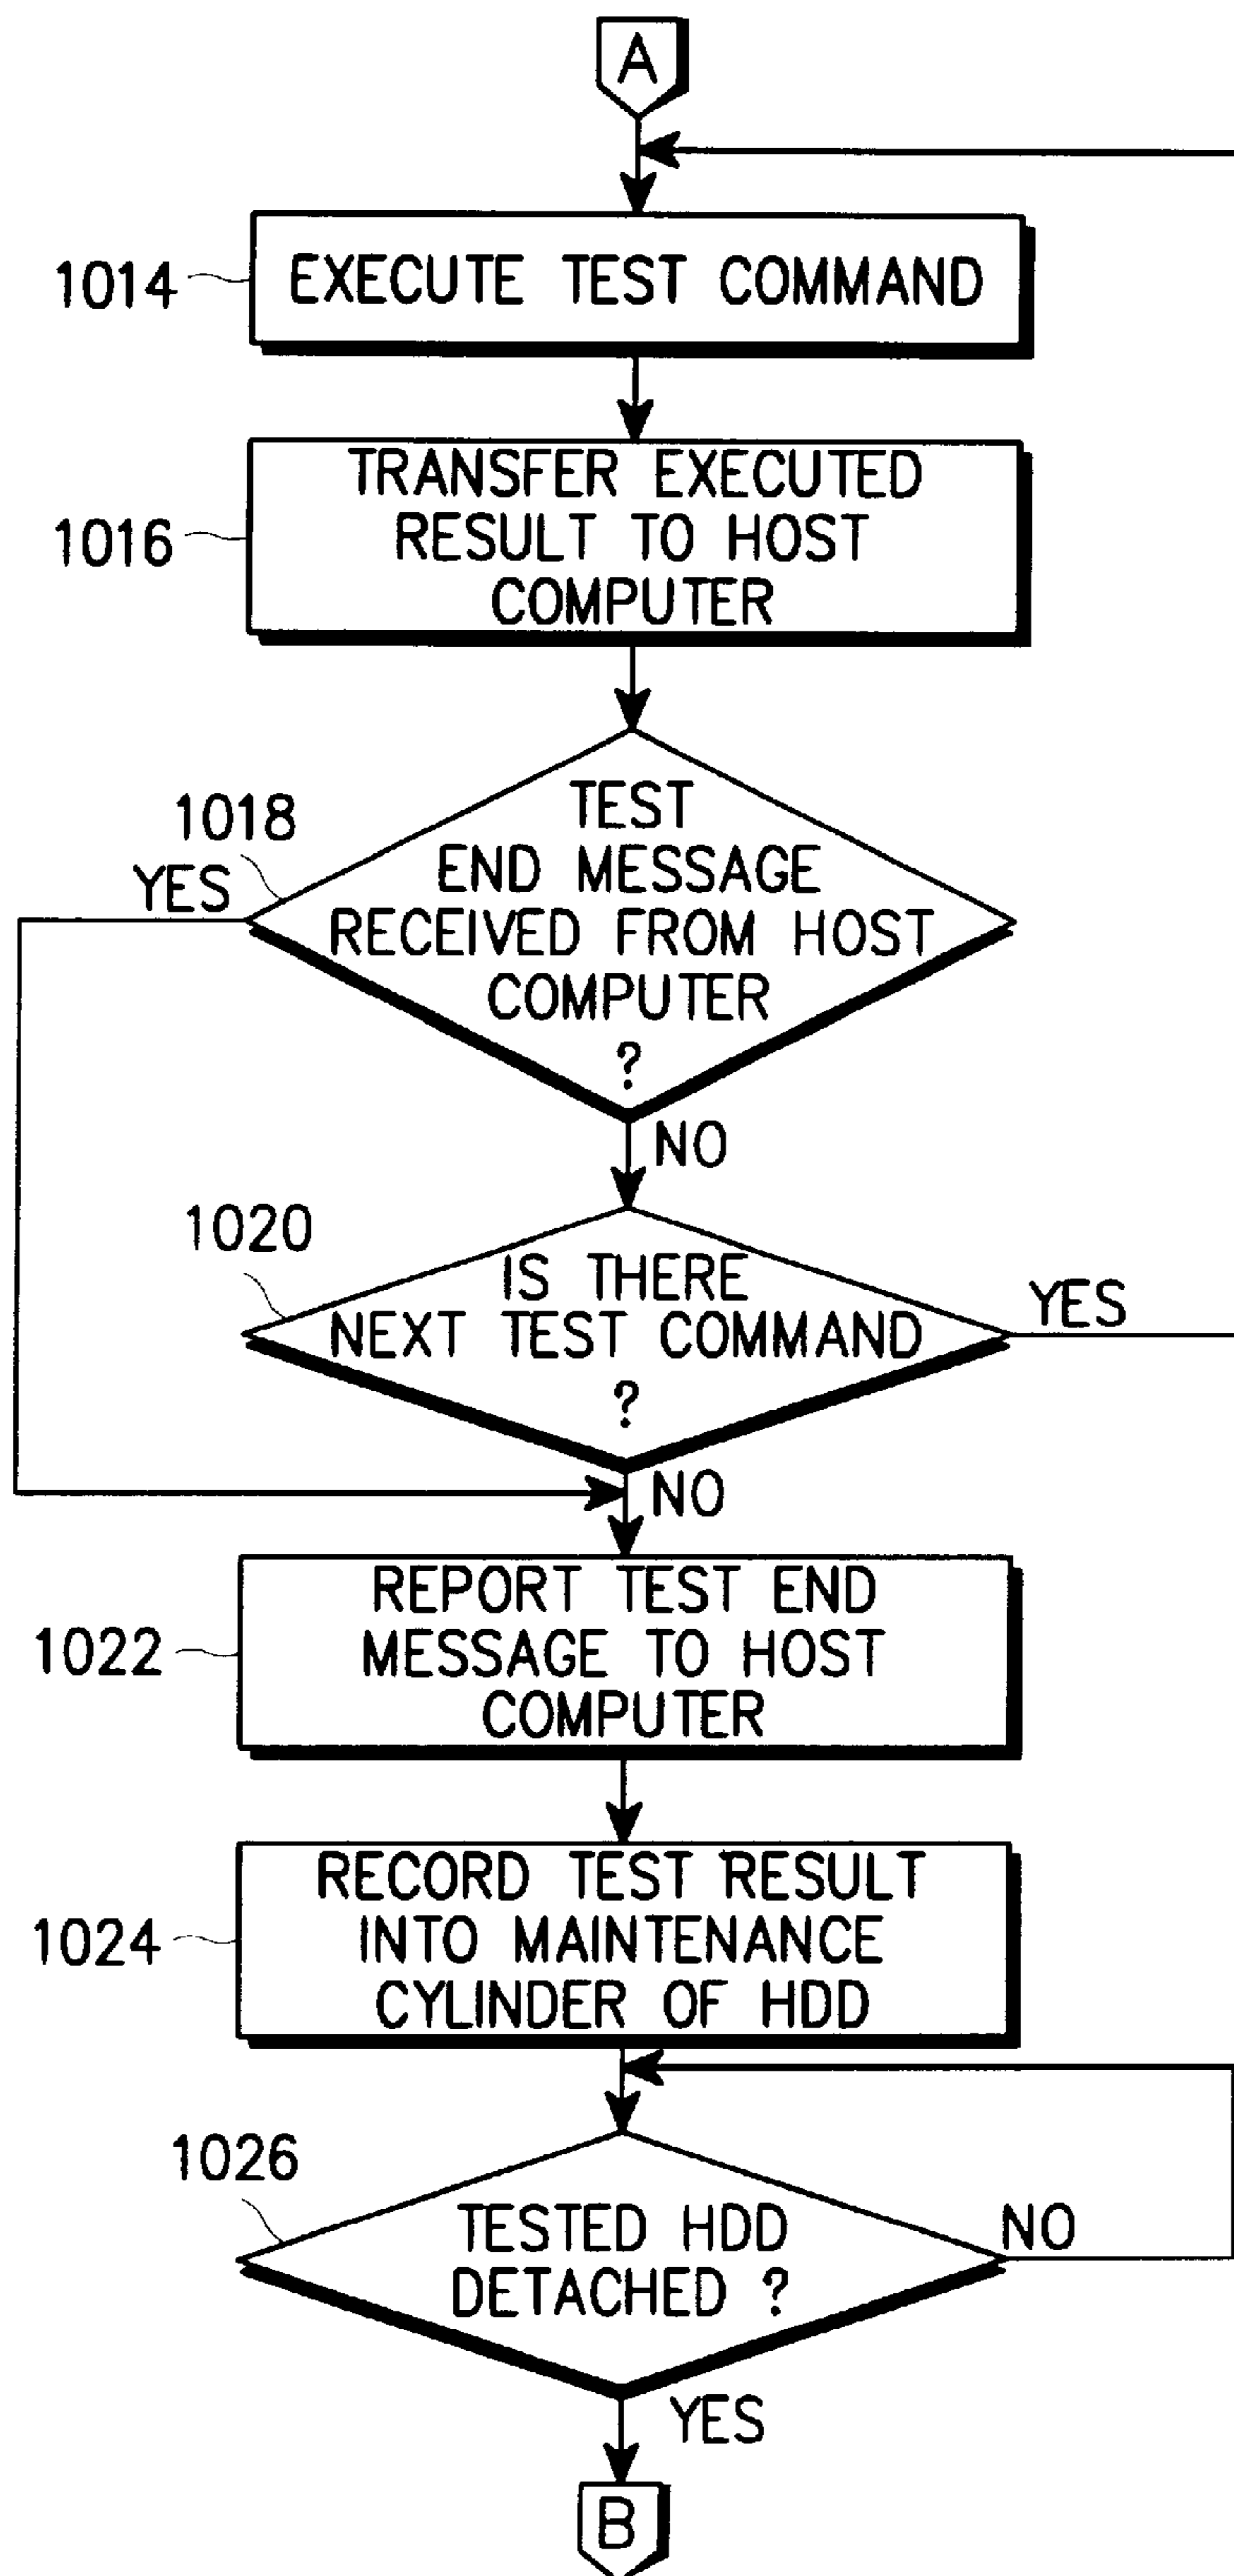 A
1014
EXECUTE TEST COMMAND
1016
TRANSFER EXECUTED
RESULT TO HOST
COMPUTER
1018
YES
TEST
END MESSAGE
RECEIVED FROM HOST
COMPUTER
?
NO
1020
IS THERE
NEXT TEST COMMAND
?
YES
NO
1022
REPORT TEST END
MESSAGE TO HOST
COMPUTER
1024
RECORD TEST RESULT
INTO MAINTENANCE
CYLINDER OF HDD
1026
TESTED HDD
DETACHED ?
NO
YES
B